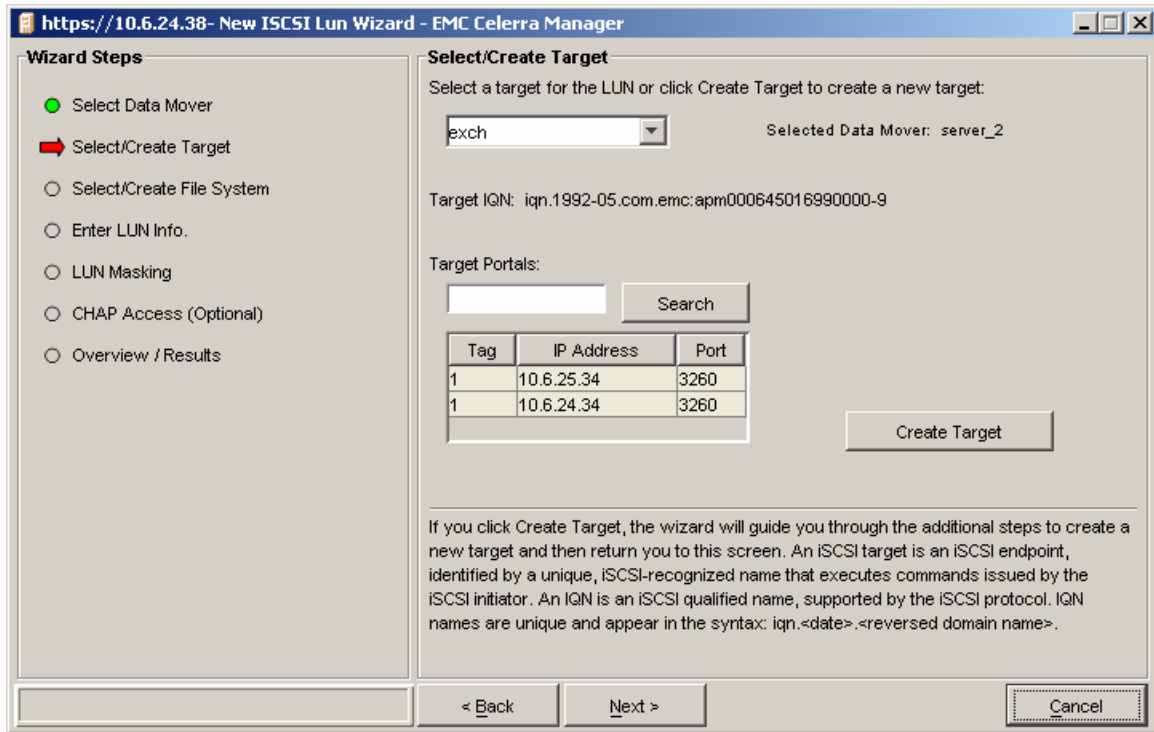 https://10.6.24.38- New ISCSI Lun Wizard - EMC Celerra Manager
Wizard Steps
Select Data Mover
Select/Create Target
Select/Create File System
Enter LUN Info.
LUN Masking
CHAP Access (Optional)
Overview / Results
Select/Create Target
Select a target for the LUN or click Create Target to create a new target:
exch
Selected Data Mover: server_2
Target IQN: iqn.1992-05.com.emc:apm000645016990000-9
Target Portals:
Search
Tag IP Address Port
1 10.6.25.34 3260
1 10.6.24.34 3260
Create Target
If you click Create Target, the wizard will guide you through the additional steps to create a
new target and then return you to this screen. An iSCSI target is an iSCSI endpoint,
identified by a unique, iSCSI-recognized name that executes commands issued by the
iSCSI initiator. An IQN is an iSCSI qualified name, supported by the iSCSI protocol. IQN
names are unique and appear in the syntax: iqn.<date>.<reversed domain name>.
< Back
Next >
Cancel